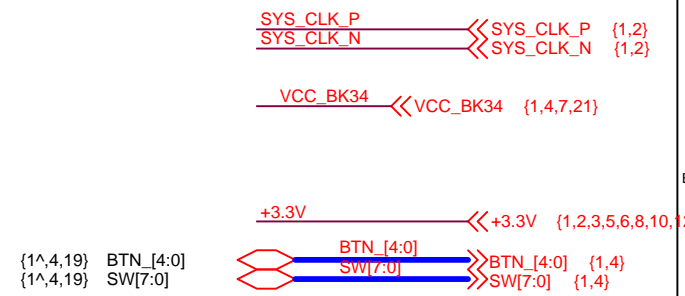 SYS_CLK_P
SYS_CLK_P {1,2}
SYS_CLK_N
SYS_CLK_N {1,2}
VCC_BK34
VCC_BK34 {1,4,7,21}
+3.3V
+3.3V {1,2,3,5,6,8,10,12
BTN_[4:0]
{1^,4,19} BTN_[4:0]
BTN_[4:0] {1,4}
SW[7:0]
{1^,4,19} SW[7:0]
SW[7:0] {1,4}